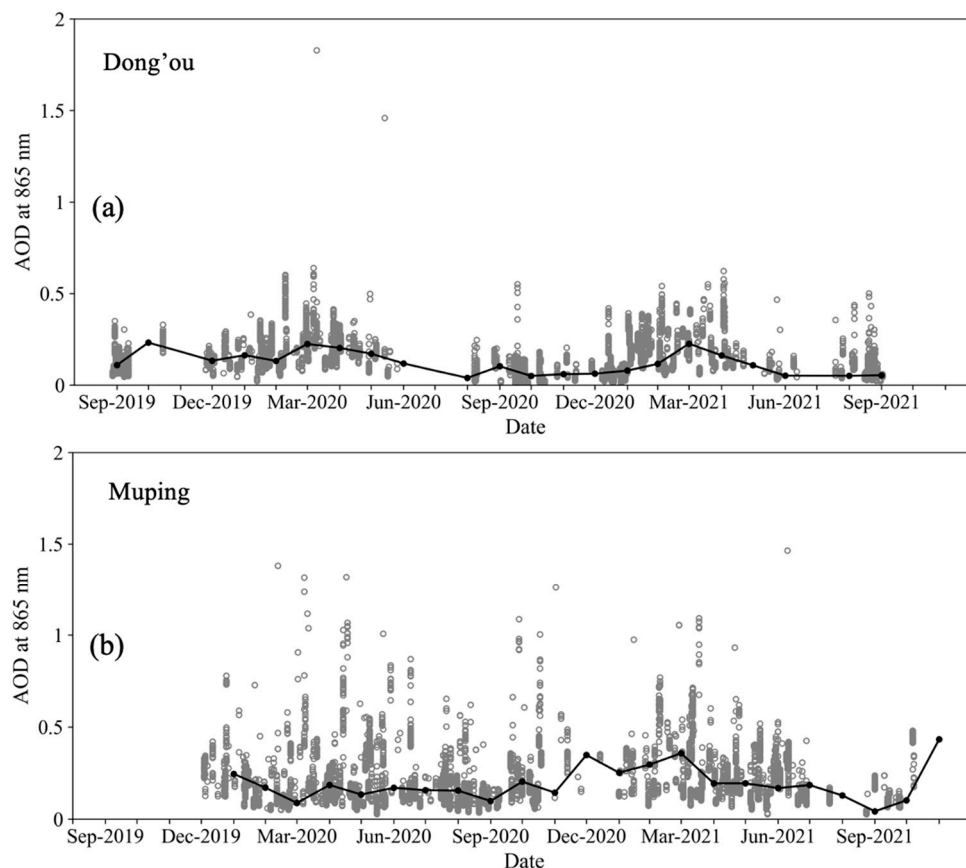 2
Dong’ou
1.5
1
(a)
AOD at 865 nm
0.5
0
Sep-2019 Dec-2019 Mar-2020 Jun-2020 Sep-2020 Dec-2020 Mar-2021 Jun-2021 Sep-2021
Date
2
Muping
1.5
1
(b)
AOD at 865 nm
0.5
0
Sep-2019 Dec-2019 Mar-2020 Jun-2020 Sep-2020 Dec-2020 Mar-2021 Jun-2021 Sep-2021
Date